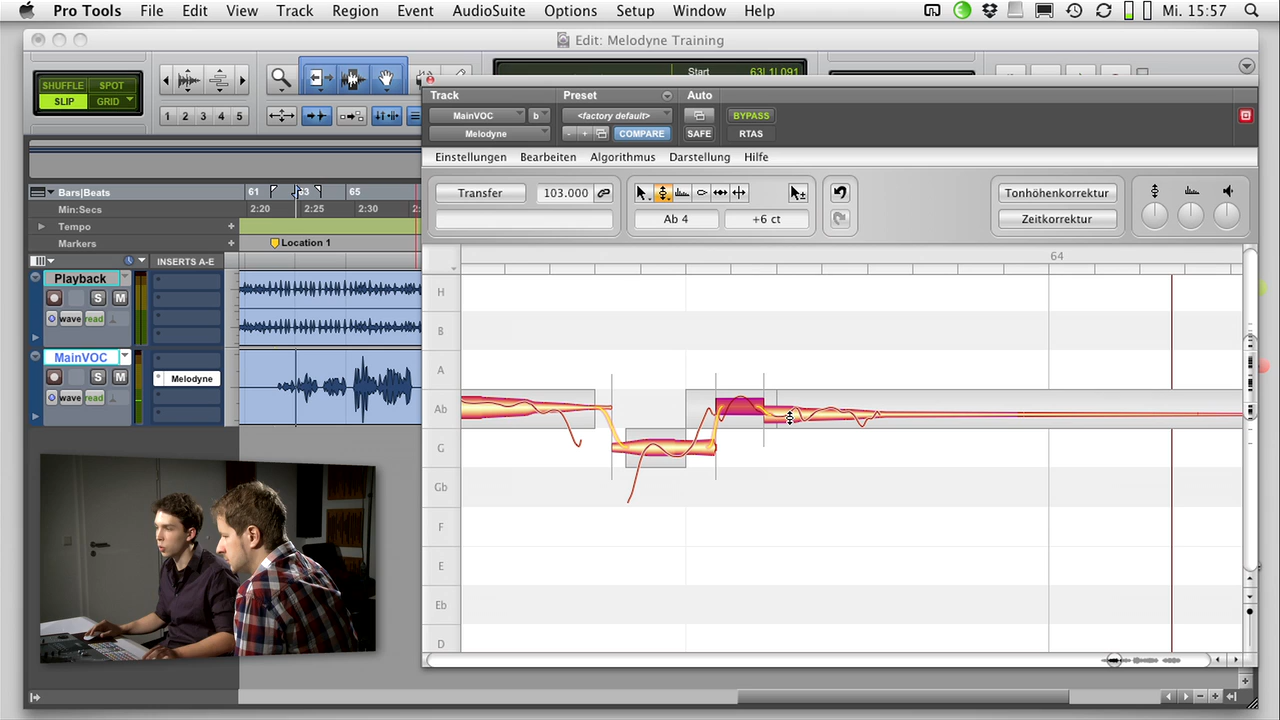 Pro Tools File Edit View Track Region Event AudioSuite Options Setup Window Help Mi. 15:57
Edit: Melodyne Training
SHUFFLE SPOT
SLIP GRID
1 2 3 4 5
Start 63|1|091
Track Preset Auto
MainVOC b <factory default> BYPASS
Melodyne - + COMPARE SAFE RTAS
Einstellungen Bearbeiten Algorithmus Darstellung Hilfe
Transfer 103.000 Tonhöhenkorrektur
Ab 4 +6 ct Zeitkorrektur
Bars|Beats 61 63 65
Min:Secs 2:20 2:25 2:30
Tempo
Markers Location 1
INSERTS A-E
Playback
S M
wave read
MainVOC
S M
Melodyne
wave read
64
H
B
A
Ab
G
Gb
F
E
Eb
D